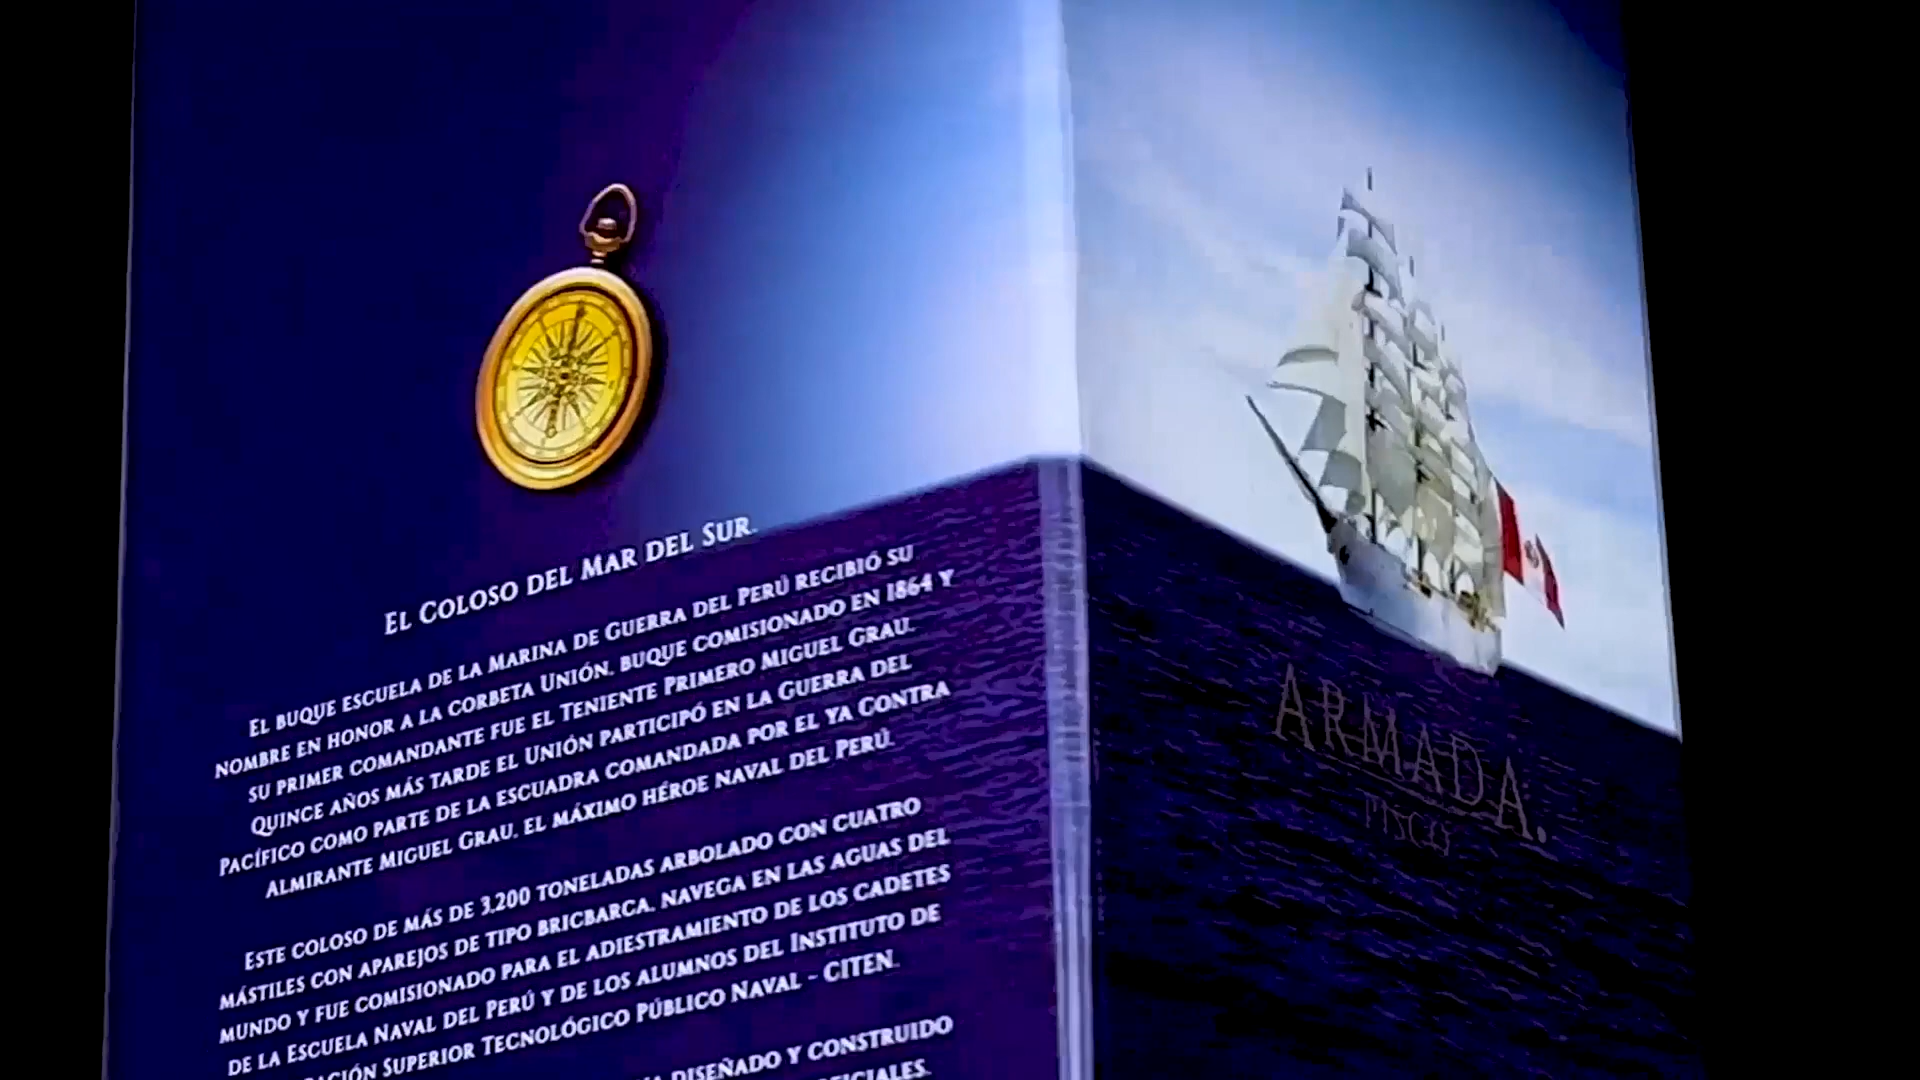 El Coloso del Mar del Sur.
El buque escuela de la Marina de Guerra del Perú recibió su
nombre en honor a la corbeta Unión, buque comisionado en 1864 y
su primer comandante fue el Teniente Primero Miguel Grau.
Quince años más tarde el Unión participó en la Guerra del
Pacífico como parte de la escuadra comandada por el ya Contra
Almirante Miguel Grau, el máximo héroe naval del Perú.
Este coloso de más de 3,200 toneladas arbolado con cuatro
mástiles con aparejos de tipo bricbarca, navega en las aguas del
mundo y fue comisionado para el adiestramiento de los cadetes
de la Escuela Naval del Perú y de los alumnos del Instituto de
Superior Tecnológico Público Naval - CITEN.
diseñado y construido
ARMADA.
PISCO